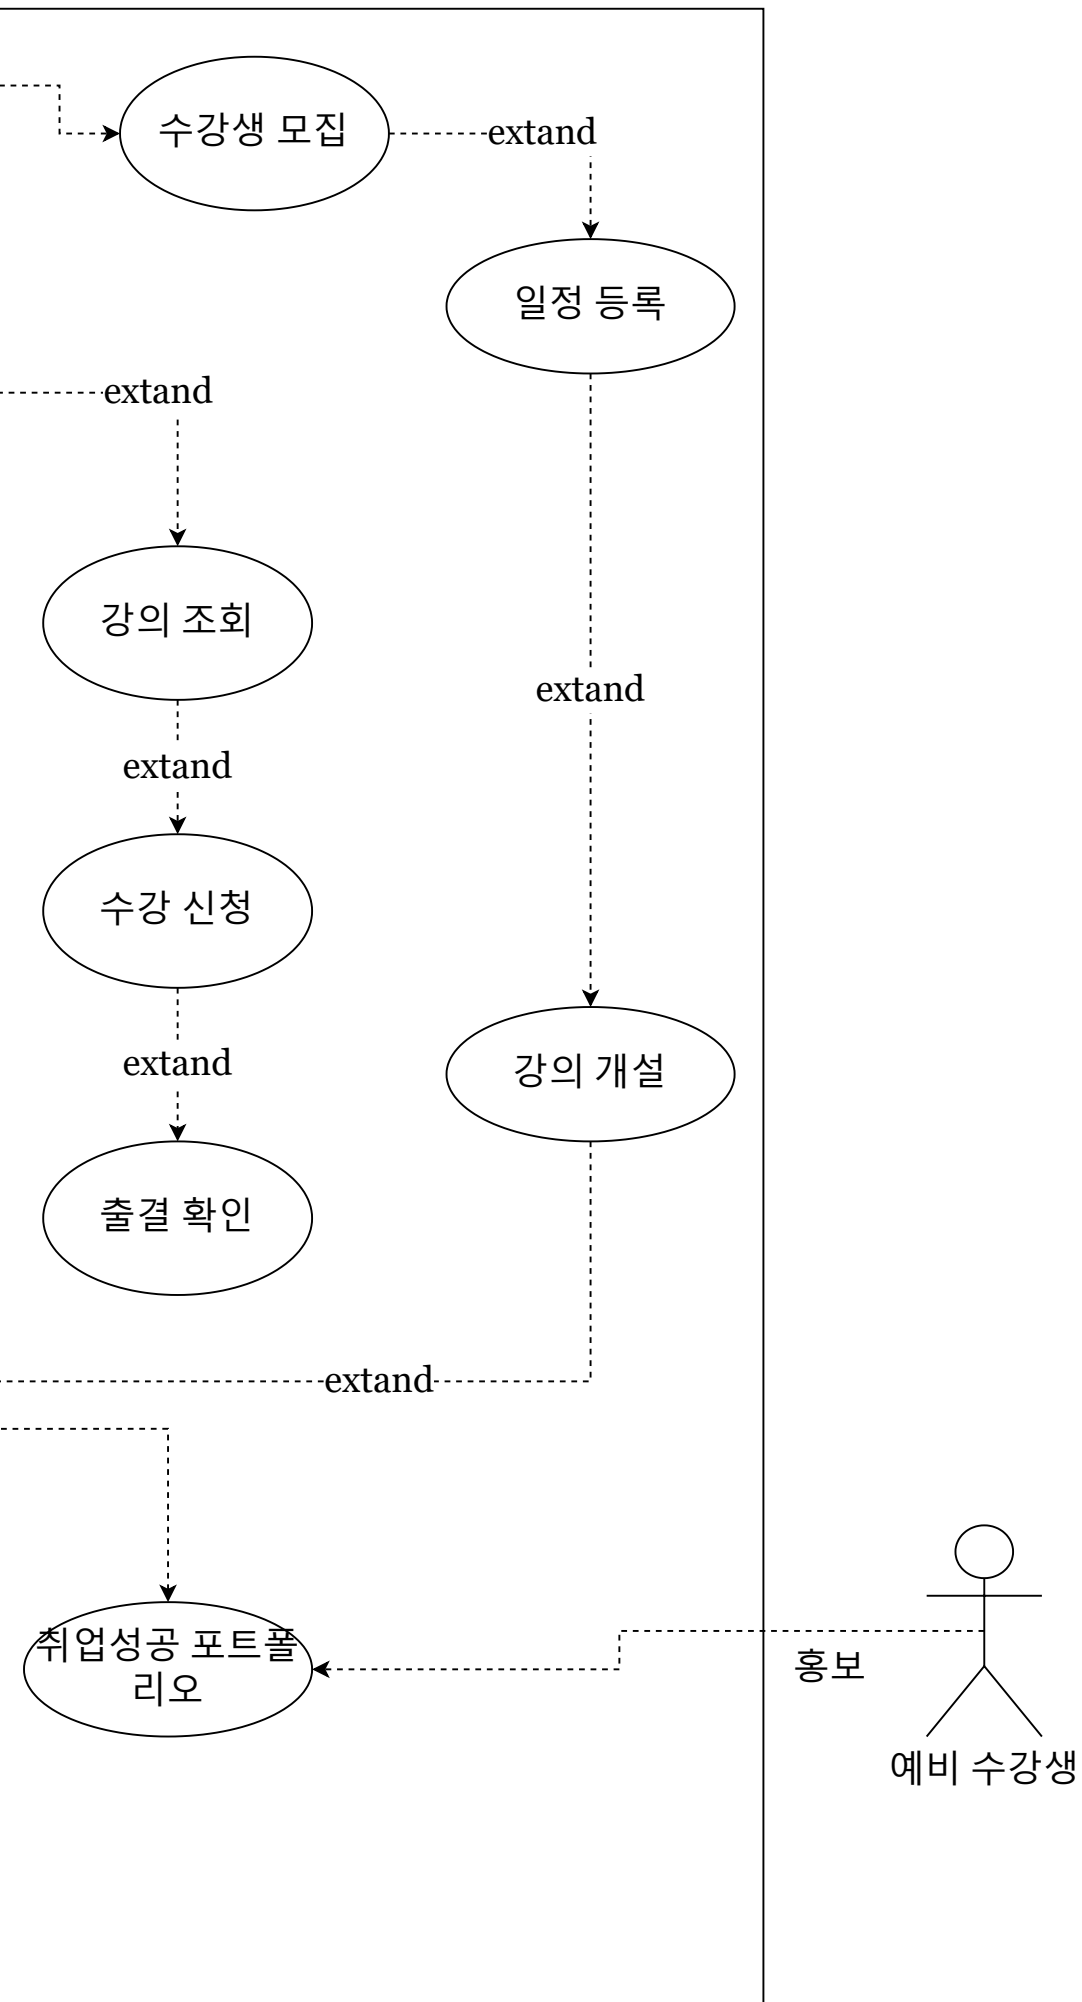 수강생 모집
extand
일정 등록
extand
강의 조회
extand
extand
수강 신청
extand
강의 개설
출결 확인
extand
취업성공 포트폴
리오
홍보
예비 수강생